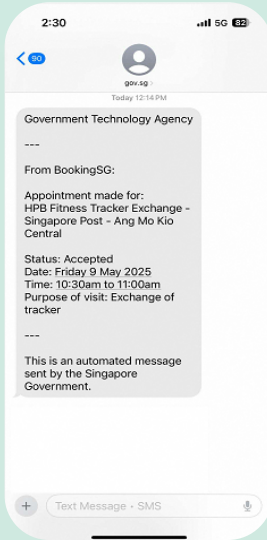 2:30
5G 82
90
gov.sg
Today 12:14 PM
Government Technology Agency
---
From BookingSG:
Appointment made for:
HPB Fitness Tracker Exchange -
Singapore Post - Ang Mo Kio
Central
Status: Accepted
Date: Friday 9 May 2025
Time: 10:30am to 11:00am
Purpose of visit: Exchange of
tracker
---
This is an automated message
sent by the Singapore
Government.
Text Message • SMS